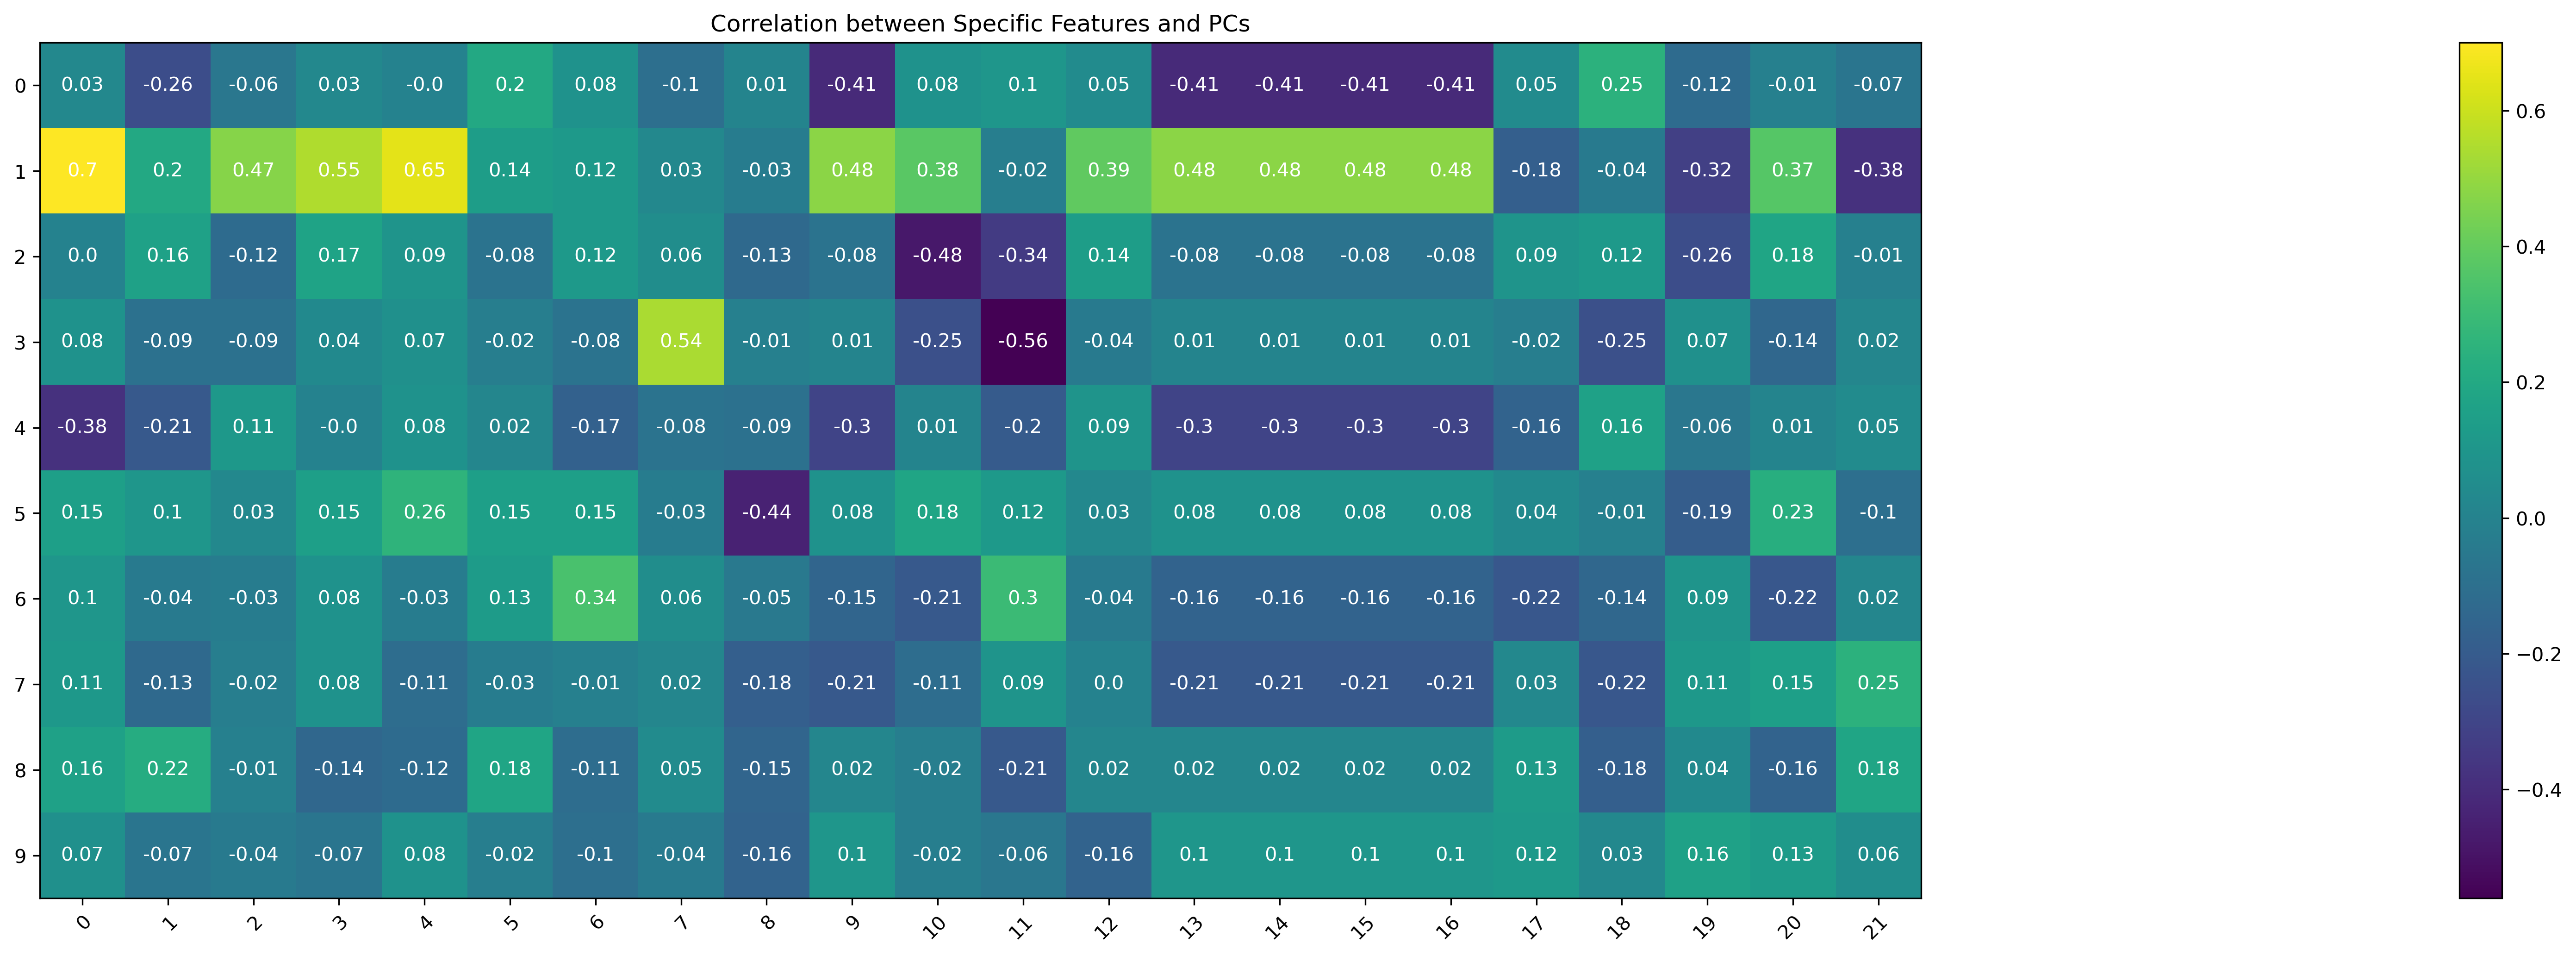 Correlation between Specific Features and PCs
0 0.03 -0.26 -0.06 0.03 -0.0 0.2 0.08 -0.1 0.01 -0.41 0.08 0.1 0.05 -0.41 -0.41 -0.41 -0.41 0.05 0.25 -0.12 -0.01 -0.07
0.6
1 0.7 0.2 0.47 0.55 0.65 0.14 0.12 0.03 -0.03 0.48 0.38 -0.02 0.39 0.48 0.48 0.48 0.48 -0.18 -0.04 -0.32 0.37 -0.38
0.4
2 0.0 0.16 -0.12 0.17 0.09 -0.08 0.12 0.06 -0.13 -0.08 -0.48 -0.34 0.14 -0.08 -0.08 -0.08 -0.08 0.09 0.12 -0.26 0.18 -0.01
3 0.08 -0.09 -0.09 0.04 0.07 -0.02 -0.08 0.54 -0.01 0.01 -0.25 -0.56 -0.04 0.01 0.01 0.01 0.01 -0.02 -0.25 0.07 -0.14 0.02
0.2
4 -0.38 -0.21 0.11 -0.0 0.08 0.02 -0.17 -0.08 -0.09 -0.3 0.01 -0.2 0.09 -0.3 -0.3 -0.3 -0.3 -0.16 0.16 -0.06 0.01 0.05
5 0.15 0.1 0.03 0.15 0.26 0.15 0.15 -0.03 -0.44 0.08 0.18 0.12 0.03 0.08 0.08 0.08 0.08 0.04 -0.01 -0.19 0.23 -0.1
0.0
6 0.1 -0.04 -0.03 0.08 -0.03 0.13 0.34 0.06 -0.05 -0.15 -0.21 0.3 -0.04 -0.16 -0.16 -0.16 -0.16 -0.22 -0.14 0.09 -0.22 0.02
−0.2
7 0.11 -0.13 -0.02 0.08 -0.11 -0.03 -0.01 0.02 -0.18 -0.21 -0.11 0.09 0.0 -0.21 -0.21 -0.21 -0.21 0.03 -0.22 0.11 0.15 0.25
8 0.16 0.22 -0.01 -0.14 -0.12 0.18 -0.11 0.05 -0.15 0.02 -0.02 -0.21 0.02 0.02 0.02 0.02 0.02 0.13 -0.18 0.04 -0.16 0.18
−0.4
9 0.07 -0.07 -0.04 -0.07 0.08 -0.02 -0.1 -0.04 -0.16 0.1 -0.02 -0.06 -0.16 0.1 0.1 0.1 0.1 0.12 0.03 0.16 0.13 0.06
0 1 2 3 4 5 6 7 8 9 10 11 12 13 14 15 16 17 18 19 20 21